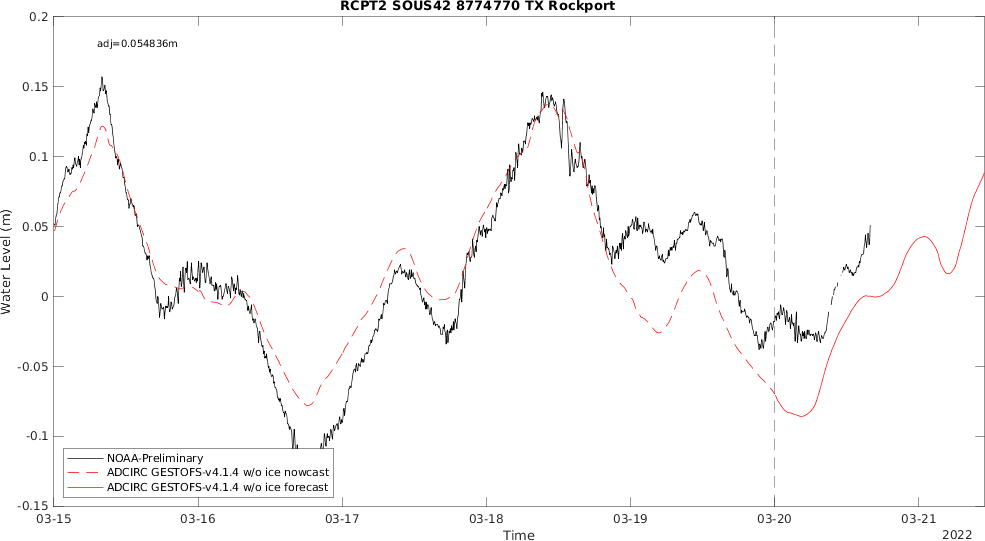 RCPT2 SOUS42 8774770 TX Rockport
adj=0.054836m
0.2
0.15
0.1
0.05
0
-0.05
-0.1
-0.15
Water Level (m)
NOAA-Preliminary
ADCIRC GESTOFS-v4.1.4 w/o ice nowcast
ADCIRC GESTOFS-v4.1.4 w/o ice forecast
03-15 03-16 03-17 03-18 03-19 03-20 03-21
Time
2022